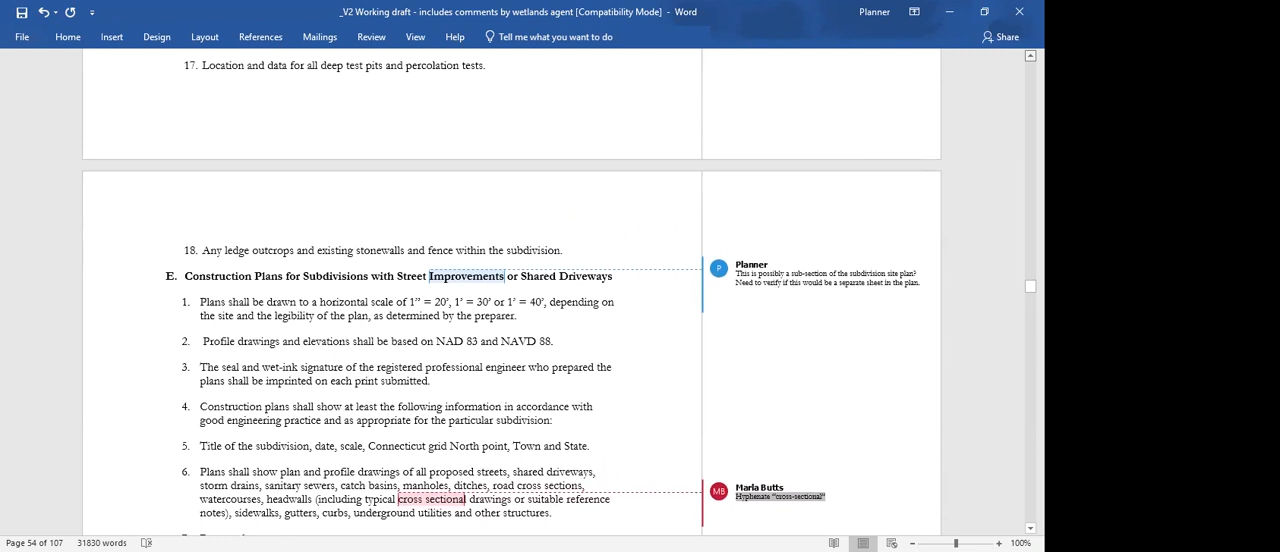 _V2 Working draft - includes comments by wetlands agent [Compatibility Mode] - Word
Planner
File Home Insert Design Layout References Mailings Review View Help Tell me what you want to do Share
17. Location and data for all deep test pits and percolation tests.
18. Any ledge outcrops and existing stonewalls and fence within the subdivision.
E. Construction Plans for Subdivisions with Street Improvements or Shared Driveways
Planner
This is possibly a sub-section of the subdivision site plan?
Need to verify if this would be a separate sheet in the plan.
1. Plans shall be drawn to a horizontal scale of 1” = 20’, 1’ = 30’ or 1’ = 40’, depending on
the site and the legibility of the plan, as determined by the preparer.
2. Profile drawings and elevations shall be based on NAD 83 and NAVD 88.
3. The seal and wet-ink signature of the registered professional engineer who prepared the
plans shall be imprinted on each print submitted.
4. Construction plans shall show at least the following information in accordance with
good engineering practice and as appropriate for the particular subdivision:
5. Title of the subdivision, date, scale, Connecticut grid North point, Town and State.
6. Plans shall show plan and profile drawings of all proposed streets, shared driveways,
storm drains, sanitary sewers, catch basins, manholes, ditches, road cross sections,
watercourses, headwalls (including typical cross sectional drawings or suitable reference
notes), sidewalks, gutters, curbs, underground utilities and other structures.
MB
Marla Butts
Hyphenate “cross-sectional”
P
Page 54 of 107 31830 words
100%